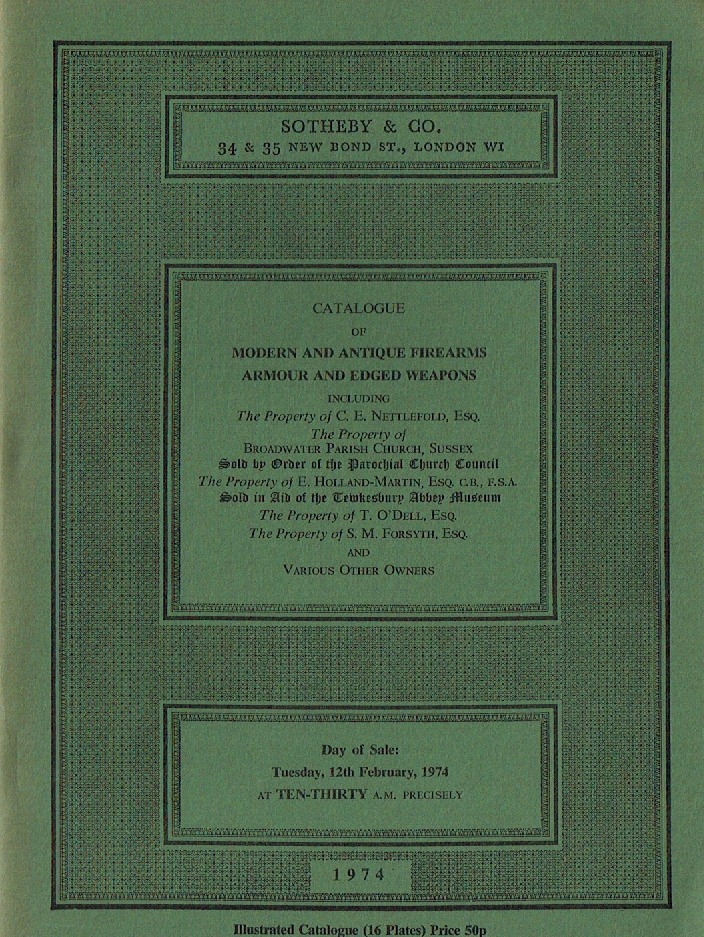 SOTHEBY & CO.
34 & 35 NEW BOND ST., LONDON W1
CATALOGUE
OF
MODERN AND ANTIQUE FIREARMS
ARMOUR AND EDGED WEAPONS
INCLUDING
The Property of C. E. NETTLEFOLD, ESQ.
The Property of
BROADWATER PARISH CHURCH, SUSSEX
Sold by Order of the Parochial Church Council
The Property of E. HOLLAND-MARTIN, ESQ. C.B., F.S.A.
Sold in Aid of the Tewkesbury Abbey Museum
The Property of T. O'DELL, ESQ.
The Property of S. M. FORSYTH, ESQ.
AND
VARIOUS OTHER OWNERS
Day of Sale:
Tuesday, 12th February, 1974
AT TEN-THIRTY A.M. PRECISELY
1974
Illustrated Catalogue (16 Plates) Price 50p